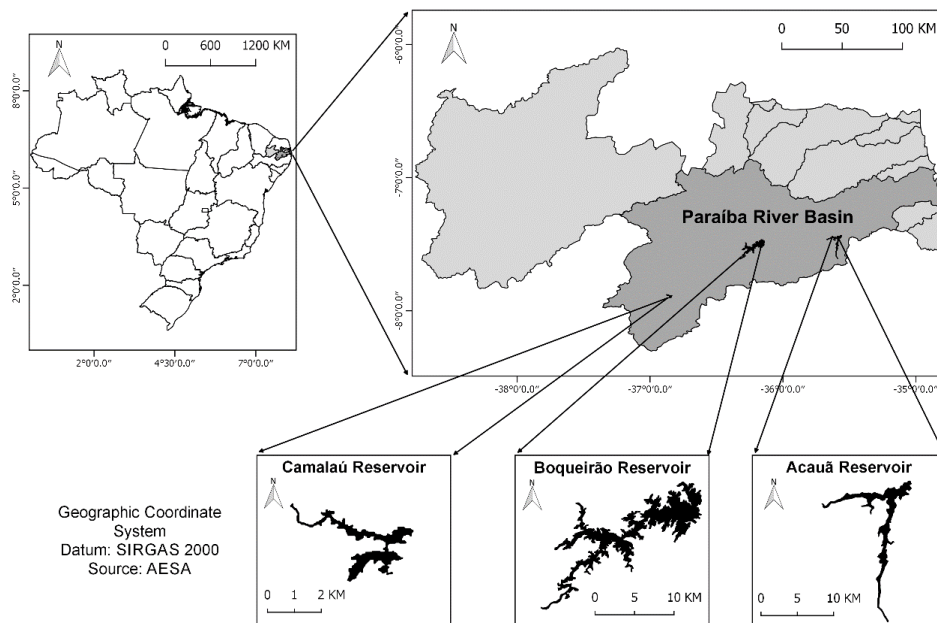 N
0 600 1200 KM
8°0'0.0"
5°0'0.0"
2°0'0.0"
2°0'0.0" 4°30'0.0" 7°0'0.0"
N
0 50 100 KM
-6°0'0.0"
-7°0'0.0"
-8°0'0.0"
Paraíba River Basin
-38°0'0.0" -37°0'0.0" -36°0'0.0" -35°0'0.0"
Geographic Coordinate
System
Datum: SIRGAS 2000
Source: AESA
Camalaú Reservoir
N
0 1 2 KM
Boqueirão Reservoir
N
0 5 10 KM
Acauã Reservoir
N
0 5 10 KM